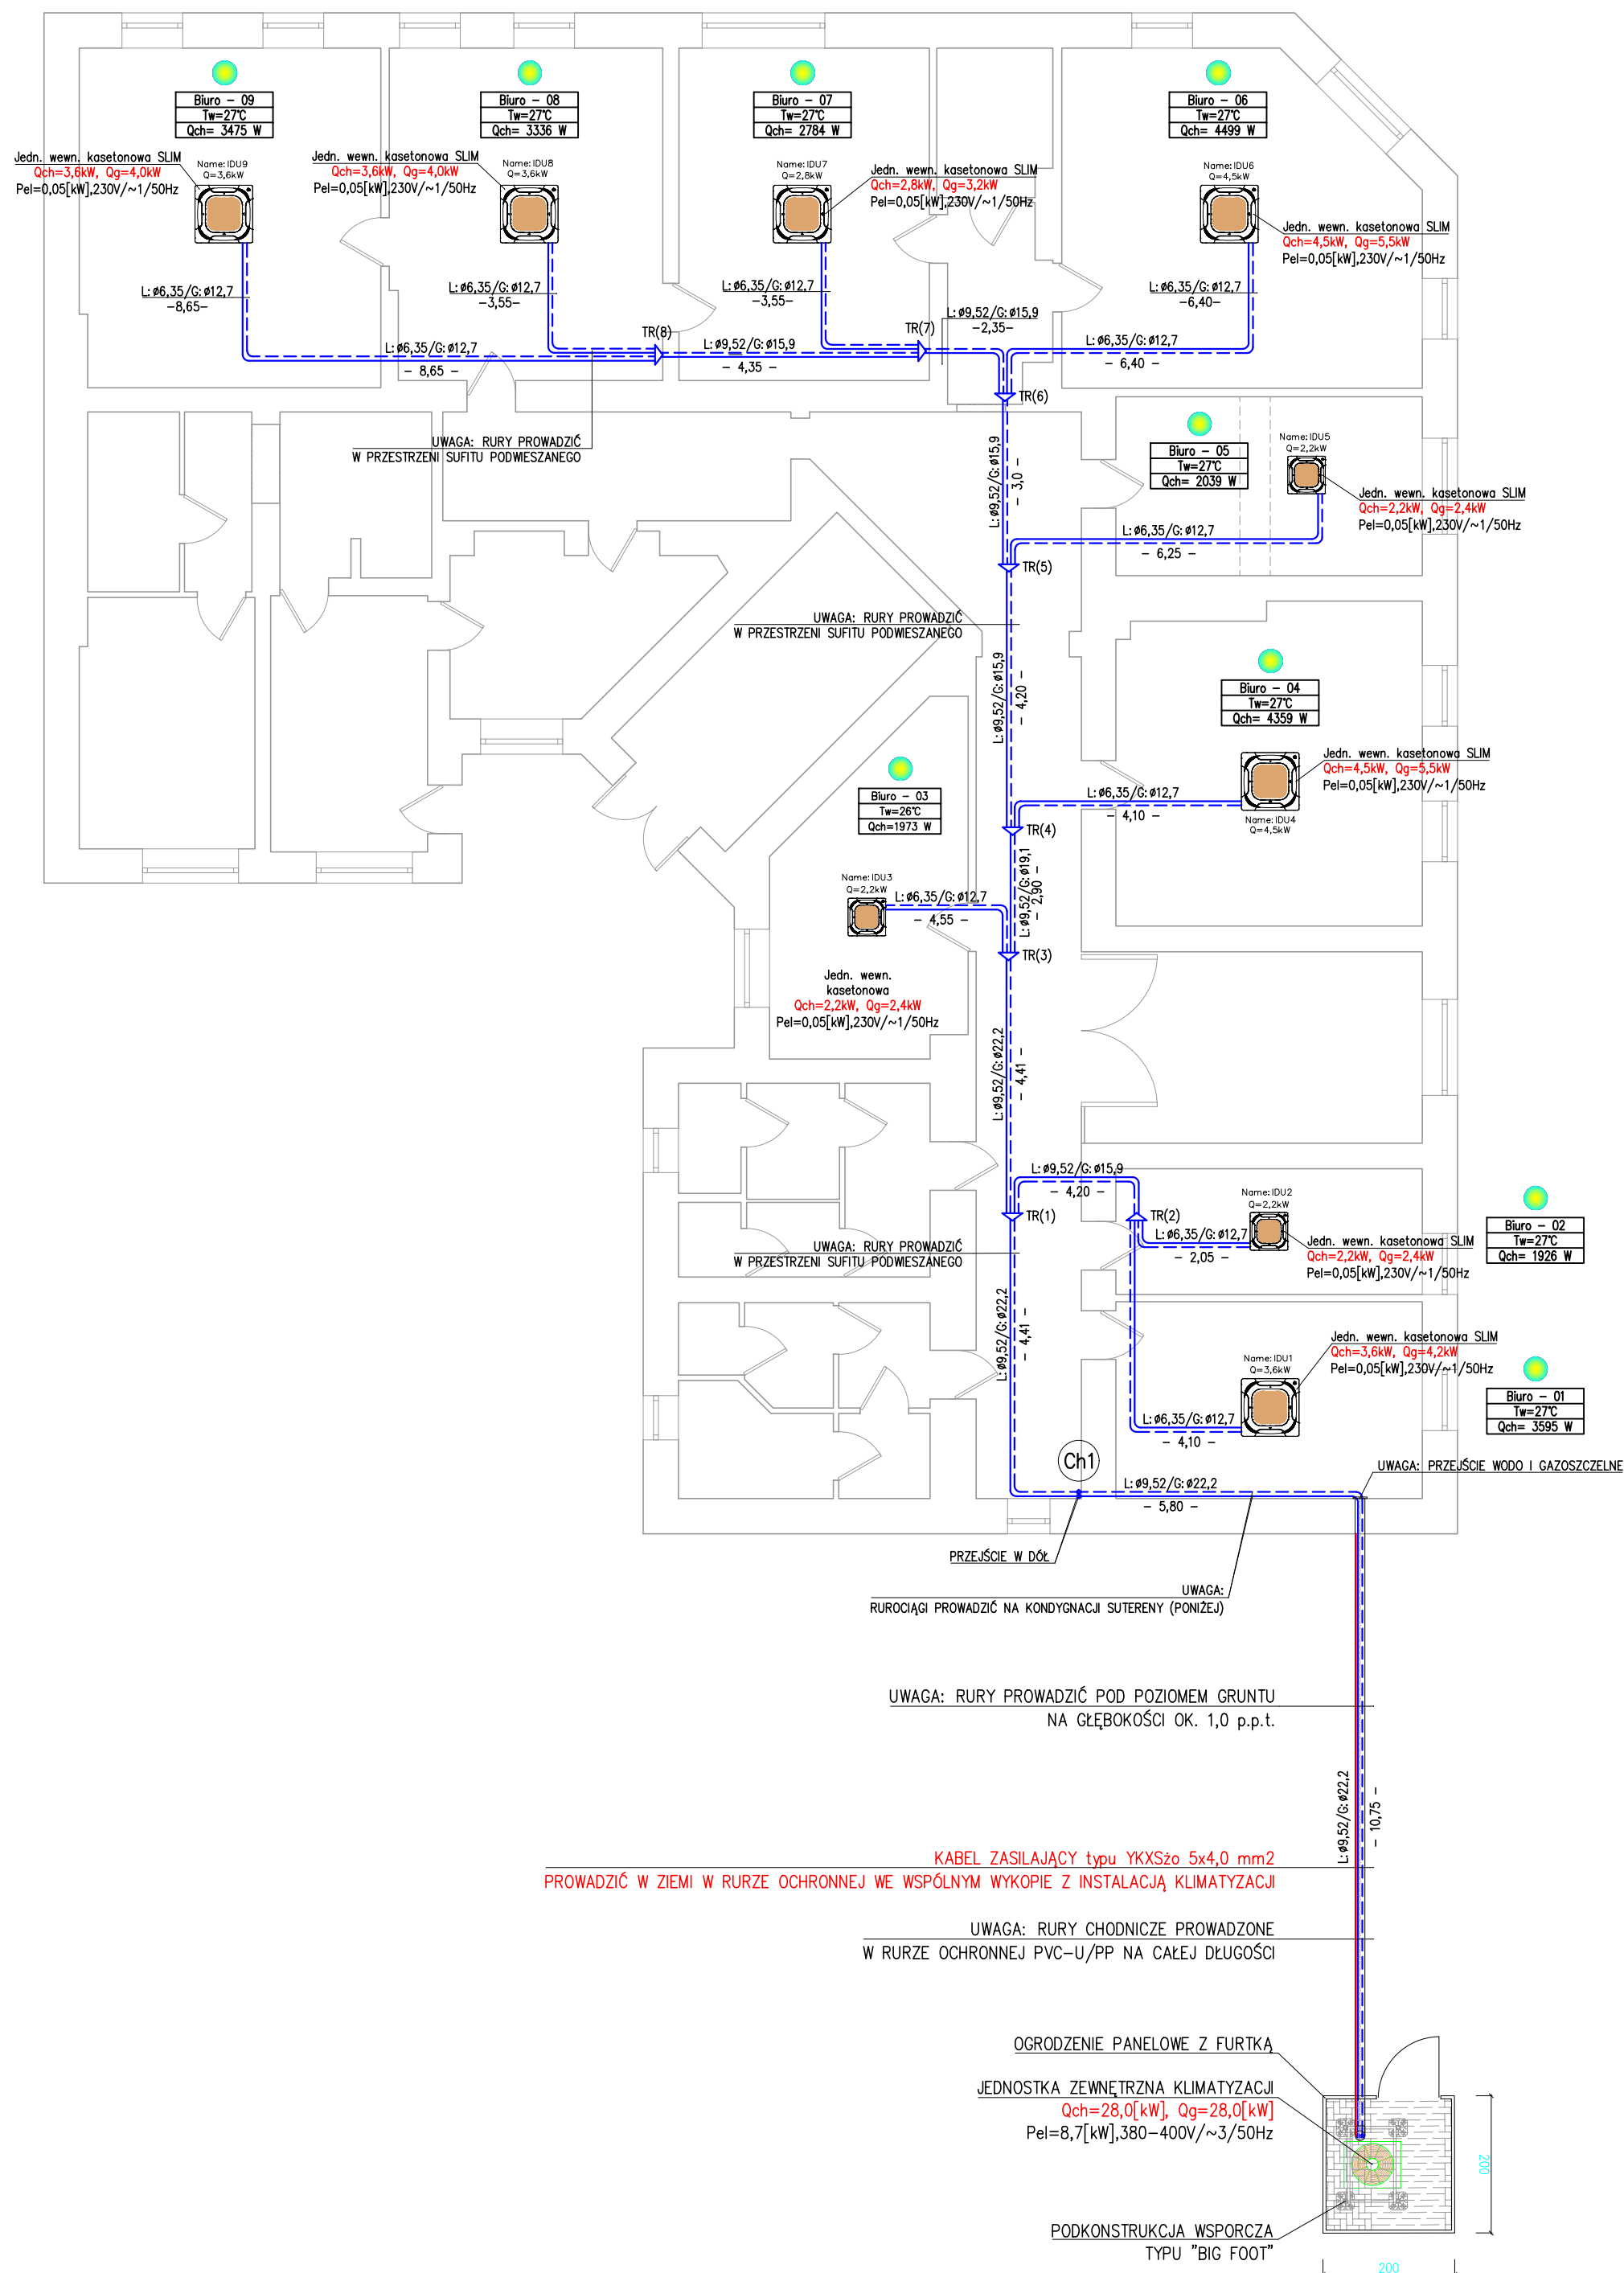 Biuro - 09
Tw=27°C
Qch= 3475 W
Biuro - 08
Tw=27°C
Qch= 3336 W
Biuro - 07
Tw=27°C
Qch= 2784 W
Biuro - 06
Tw=27°C
Qch= 4499 W
Jedn. wewn. kasetonowa SLIM
Qch=3,6kW, Qg=4,0kW
Pel=0,05[kW],230V/~1/50Hz
Name: IDU9
Q=3,6kW
Jedn. wewn. kasetonowa SLIM
Qch=3,6kW, Qg=4,0kW
Pel=0,05[kW],230V/~1/50Hz
Name: IDU8
Q=3,6kW
Name: IDU7
Q=2,8kW
Jedn. wewn. kasetonowa SLIM
Qch=2,8kW, Qg=3,2kW
Pel=0,05[kW],230V/~1/50Hz
Name: IDU6
Q=4,5kW
Jedn. wewn. kasetonowa SLIM
Qch=4,5kW, Qg=5,5kW
Pel=0,05[kW],230V/~1/50Hz
L: ø6,35/G: ø12,7
-8,65-
L: ø6,35/G: ø12,7
-3,55-
L: ø6,35/G: ø12,7
-3,55-
L: ø6,35/G: ø12,7
-6,40-
L: ø9,52/G: ø15,9
-2,35-
TR(8)
TR(7)
L: ø6,35/G: ø12,7
- 8,65 -
L: ø9,52/G: ø15,9
- 4,35 -
L: ø6,35/G: ø12,7
- 6,40 -
TR(6)
UWAGA: RURY PROWADZIĆ
W PRZESTRZENI SUFITU PODWIESZANEGO
L: ø9,52/G: ø15,9
- 3,0 -
Biuro - 05
Tw=27°C
Qch= 2039 W
Name: IDU5
Q=2,2kW
Jedn. wewn. kasetonowa SLIM
Qch=2,2kW, Qg=2,4kW
Pel=0,05[kW],230V/~1/50Hz
L: ø6,35/G: ø12,7
- 6,25 -
TR(5)
UWAGA: RURY PROWADZIĆ
W PRZESTRZENI SUFITU PODWIESZANEGO
L: ø9,52/G: ø15,9
- 4,20 -
Biuro - 04
Tw=27°C
Qch= 4359 W
Jedn. wewn. kasetonowa SLIM
Qch=4,5kW, Qg=5,5kW
Pel=0,05[kW],230V/~1/50Hz
Name: IDU4
Q=4,5kW
L: ø6,35/G: ø12,7
- 4,10 -
TR(4)
Biuro - 03
Tw=26°C
Qch=1973 W
L: ø9,52/G: ø19,1
- 2,90 -
Name: IDU3
Q=2,2kW
L: ø6,35/G: ø12,7
- 4,55 -
TR(3)
Jedn. wewn.
kasetonowa
Qch=2,2kW, Qg=2,4kW
Pel=0,05[kW],230V/~1/50Hz
L: ø9,52/G: ø22,2
- 4,41 -
L: ø9,52/G: ø15,9
- 4,20 -
TR(1)
TR(2)
Name: IDU2
Q=2,2kW
L: ø6,35/G: ø12,7
- 2,05 -
Jedn. wewn. kasetonowa SLIM
Qch=2,2kW, Qg=2,4kW
Pel=0,05[kW],230V/~1/50Hz
Biuro - 02
Tw=27°C
Qch= 1926 W
UWAGA: RURY PROWADZIĆ
W PRZESTRZENI SUFITU PODWIESZANEGO
L: ø9,52/G: ø22,2
- 4,41 -
Name: IDU1
Q=3,6kW
Jedn. wewn. kasetonowa SLIM
Qch=3,6kW, Qg=4,2kW
Pel=0,05[kW],230V/~1/50Hz
Biuro - 01
Tw=27°C
Qch= 3595 W
L: ø6,35/G: ø12,7
- 4,10 -
Ch1
UWAGA: PRZEJŚCIE WODO I GAZOSZCZELNE
L: ø9,52/G: ø22,2
- 5,80 -
PRZEJŚCIE W DÓŁ
UWAGA:
RUROCIĄGI PROWADZIĆ NA KONDYGNACJI SUTERENY (PONIŻEJ)
UWAGA: RURY PROWADZIĆ POD POZIOMEM GRUNTU
NA GŁĘBOKOŚCI OK. 1,0 p.p.t.
L: ø9,52/G: ø22,2
- 10,75 -
KABEL ZASILAJĄCY typu YKXSżo 5x4,0 mm2
PROWADZIĆ W ZIEMI W RURZE OCHRONNEJ WE WSPÓLNYM WYKOPIE Z INSTALACJĄ KLIMATYZACJI
UWAGA: RURY CHODNICZE PROWADZONE
W RURZE OCHRONNEJ PVC-U/PP NA CAŁEJ DŁUGOŚCI
OGRODZENIE PANELOWE Z FURTKĄ
JEDNOSTKA ZEWNĘTRZNA KLIMATYZACJI
Qch=28,0[kW], Qg=28,0[kW]
Pel=8,7[kW],380-400V/~3/50Hz
200
PODKONSTRUKCJA WSPORCZA
TYPU "BIG FOOT"
200